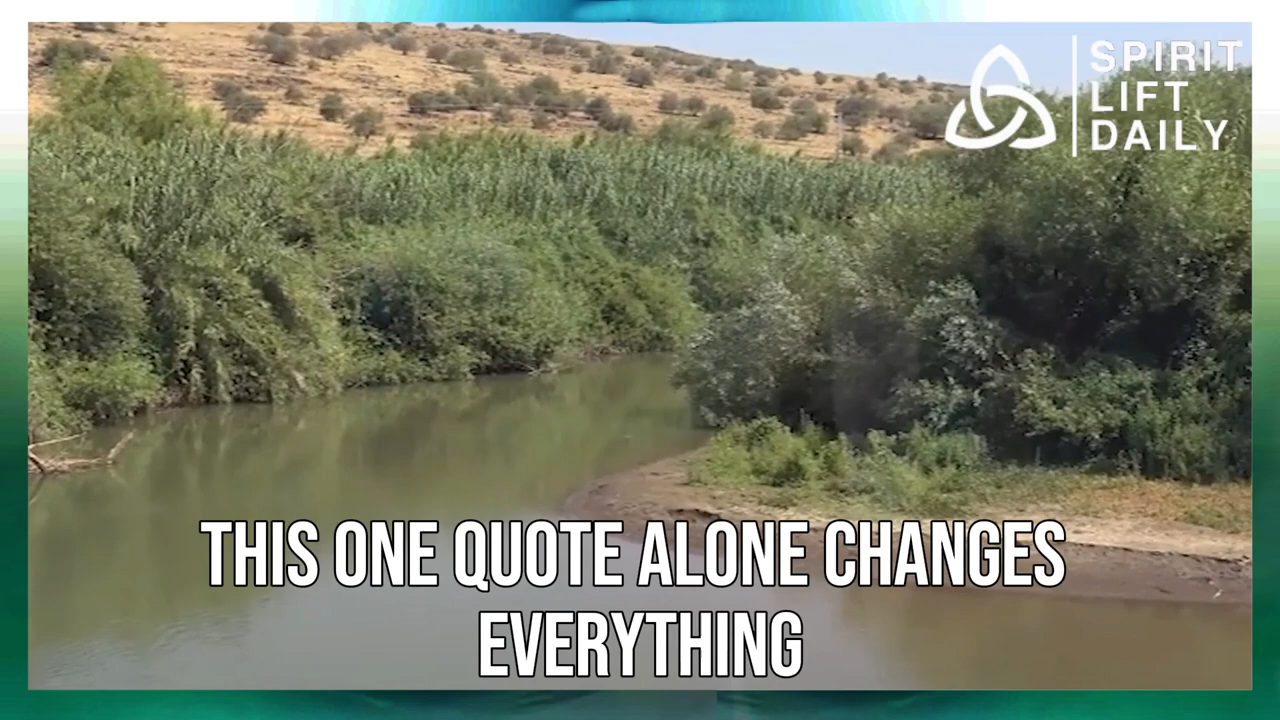 SPIRIT
LIFT
DAILY
THIS ONE QUOTE ALONE CHANGES
EVERYTHING